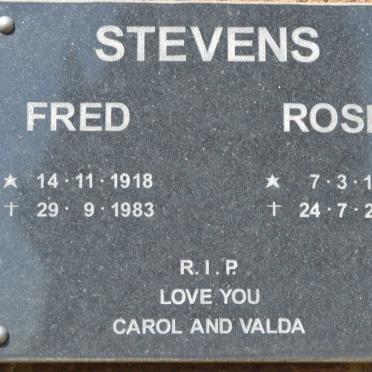 STEVENS
FRED ROS
★ 14·11·1918 ★ 7·3·1
† 29·9·1983 † 24·7·2
R.I.P.
LOVE YOU
CAROL AND VALDA